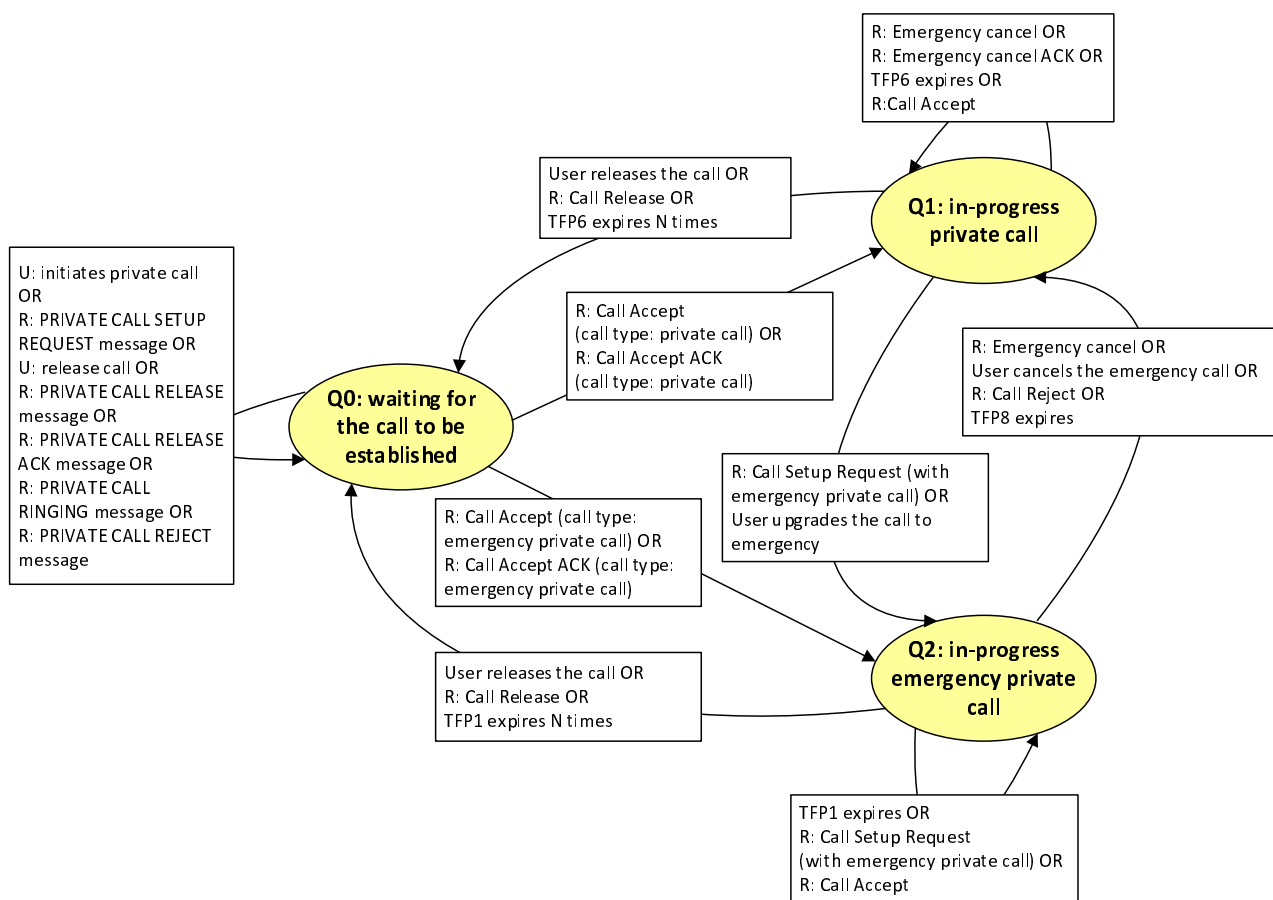 R: Emergency cancel OR
R: Emergency cancel ACK OR
TFP6 expires OR
R:Call Accept
User releases the call OR
R: Call Release OR
TFP6 expires N times
Q1: in-progress
private call
U: initiates private call
OR
R: PRIVATE CALL SETUP
REQUEST message OR
U: release call OR
R: PRIVATE CALL RELEASE
message OR
R: PRIVATE CALL RELEASE
ACK message OR
R: PRIVATE CALL
RINGING message OR
R: PRIVATE CALL REJECT
message
R: Call Accept
(call type: private call) OR
R: Call Accept ACK
(call type: private call)
R: Emergency cancel OR
User cancels the emergency call OR
R: Call Reject OR
TFP8 expires
Q0: waiting for
the call to be
established
R: Call Setup Request (with
emergency private call) OR
User upgrades the call to
emergency
R: Call Accept (call type:
emergency private call) OR
R: Call Accept ACK (call type:
emergency private call)
Q2: in-progress
emergency private
call
User releases the call OR
R: Call Release OR
TFP1 expires N times
TFP1 expires OR
R: Call Setup Request
(with emergency private call) OR
R: Call Accept